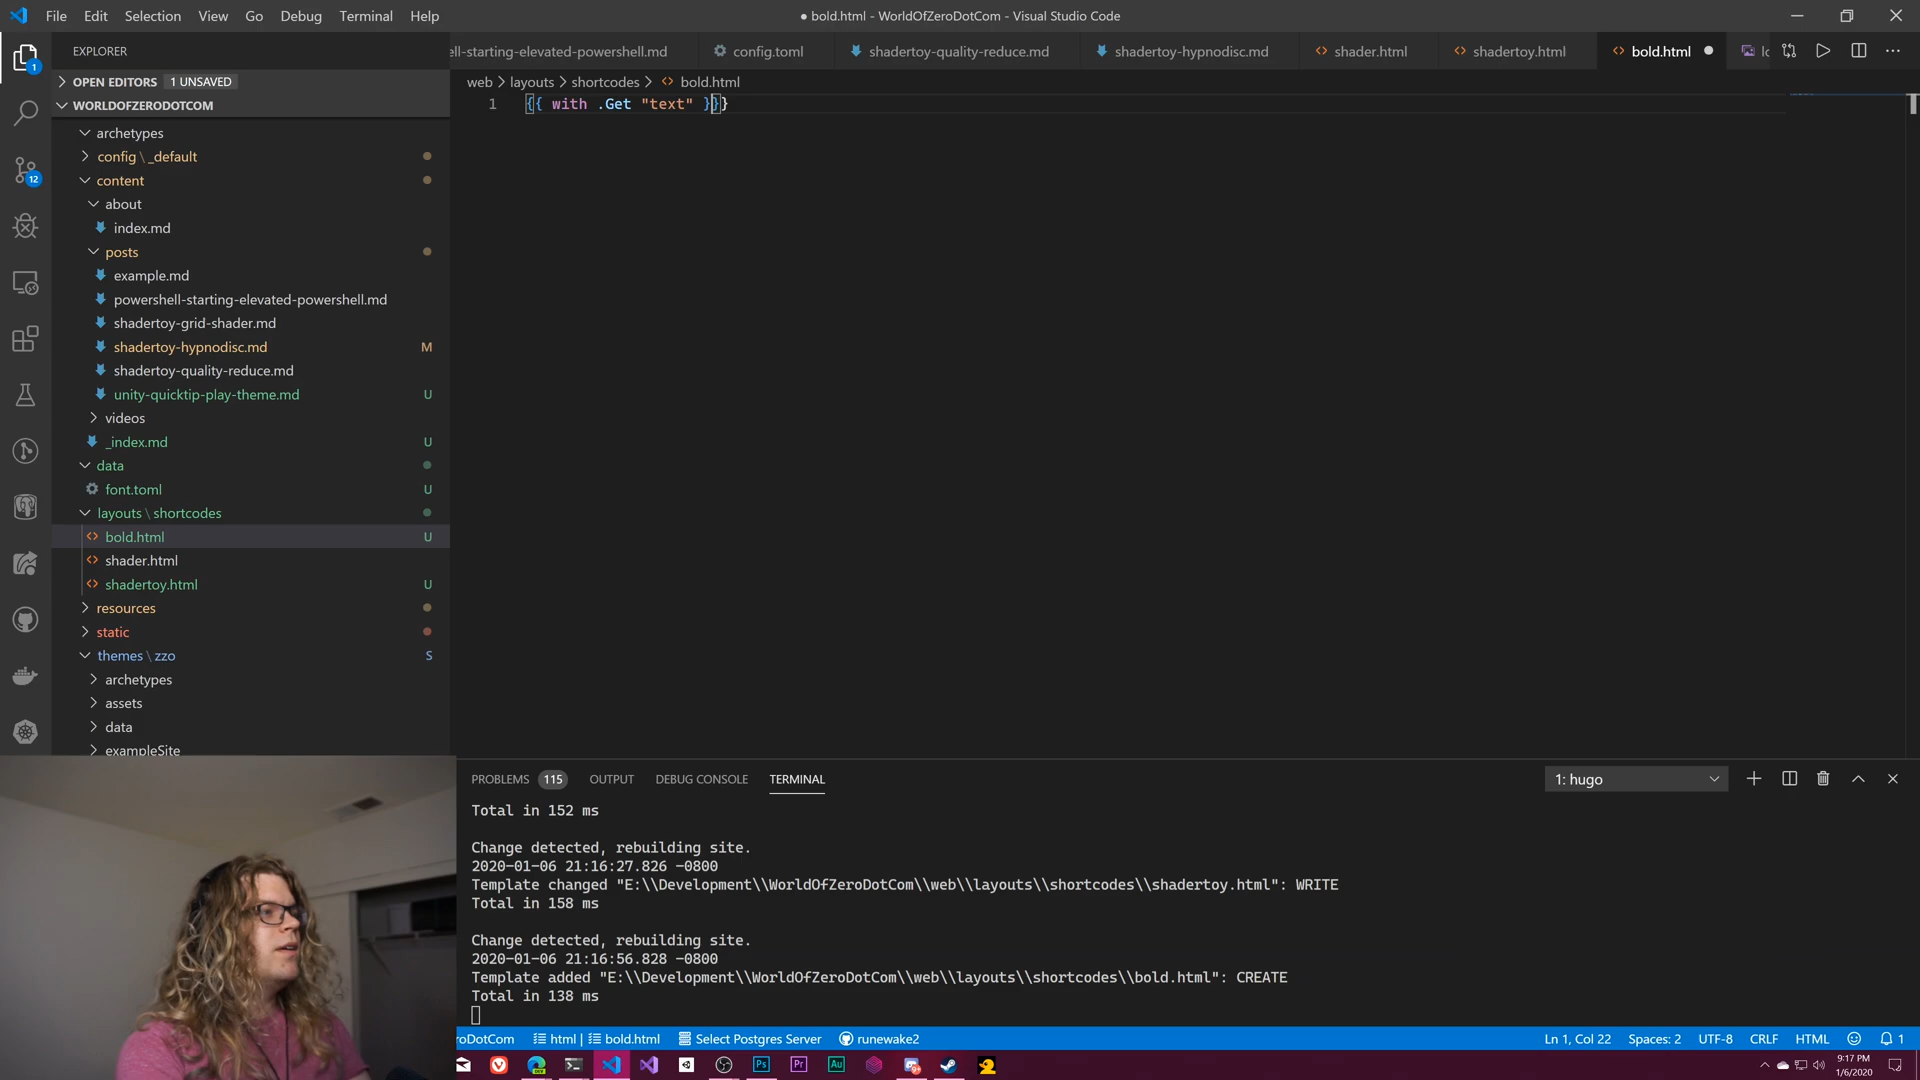 File Edit Selection View Go Debug Terminal Help
● bold.html - WorldOfZeroDotCom - Visual Studio Code
EXPLORER
ell-starting-elevated-powershell.md config.toml shadertoy-quality-reduce.md shadertoy-hypnodisc.md shader.html shadertoy.html bold.html
OPEN EDITORS 1 UNSAVED
web > layouts > shortcodes > bold.html
WORLDOFZERODOTCOM
1 {{ with .Get "text" }}}
archetypes
config \ _default
content
about
index.md
posts
example.md
powershell-starting-elevated-powershell.md
shadertoy-grid-shader.md
shadertoy-hypnodisc.md M
shadertoy-quality-reduce.md
unity-quicktip-play-theme.md U
videos
_index.md U
data
font.toml U
layouts \ shortcodes
bold.html U
shader.html
shadertoy.html U
resources
static
themes \ zzo S
archetypes
assets
data
exampleSite
1
12
PROBLEMS 115 OUTPUT DEBUG CONSOLE TERMINAL
1: hugo
Total in 152 ms
Change detected, rebuilding site.
2020-01-06 21:16:27.826 -0800
Template changed "E:\\Development\\WorldOfZeroDotCom\\web\\layouts\\shortcodes\\shadertoy.html": WRITE
Total in 158 ms
Change detected, rebuilding site.
2020-01-06 21:16:56.828 -0800
Template added "E:\\Development\\WorldOfZeroDotCom\\web\\layouts\\shortcodes\\bold.html": CREATE
Total in 138 ms
roDotCom html | bold.html Select Postgres Server runewake2 Ln 1, Col 22 Spaces: 2 UTF-8 CRLF HTML 1
Ps Pr Au
9:17 PM
1/6/2020